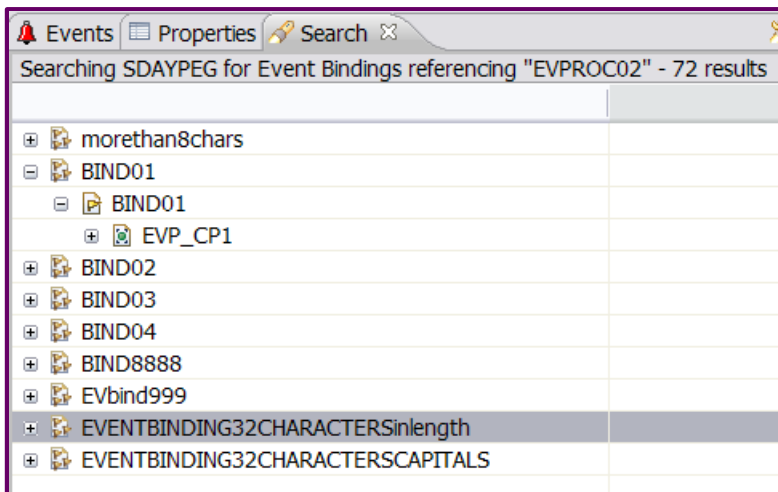 Events Properties Search
Searching SDAYPEG for Event Bindings referencing "EVPROC02" - 72 results
morethan8chars
BIND01
BIND01
EVP_CP1
BIND02
BIND03
BIND04
BIND8888
EVbind999
EVENTBINDING32CHARACTERSinlength
EVENTBINDING32CHARACTERSCAPITALS